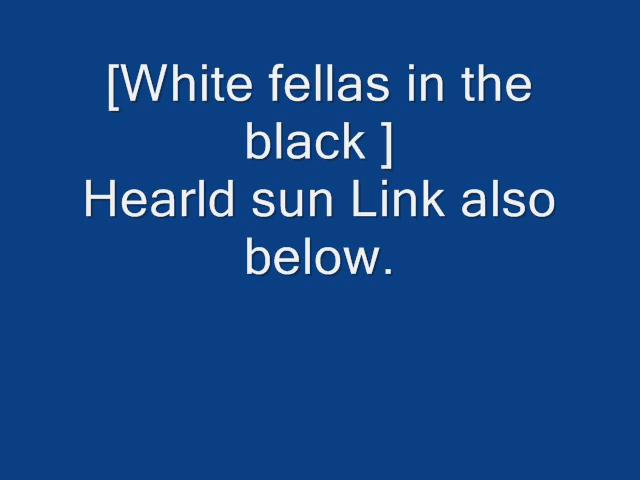 [White fellas in the
black ]
Hearld sun Link also
below.